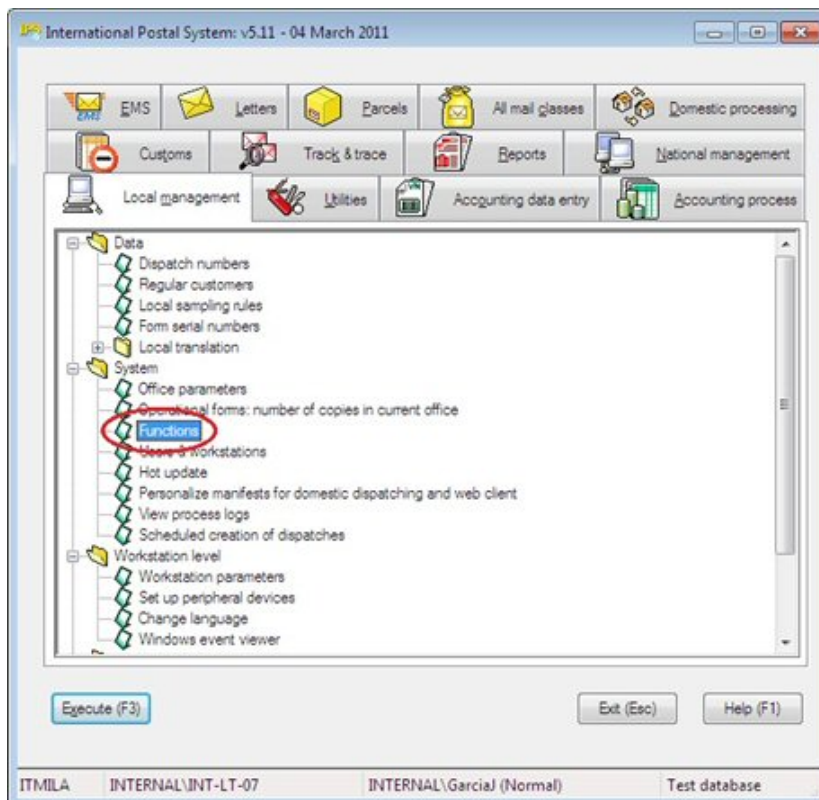 International Postal System: v5.11 - 04 March 2011
EMS Letters Parcels All mail classes Domestic processing
Customs Track & trace Reports National management
Local management Utilities Accounting data entry Accounting process
Data
Dispatch numbers
Regular customers
Local sampling rules
Form serial numbers
Local translation
System
Office parameters
Operational forms: number of copies in current office
Functions
Users & workstations
Hot update
Personalize manifests for domestic dispatching and web client
View process logs
Scheduled creation of dispatches
Workstation level
Workstation parameters
Set up peripheral devices
Change language
Windows event viewer
Execute (F3) Exit (Esc) Help (F1)
ITMILA INTERNAL\INT-LT-07 INTERNAL\GarciaJ (Normal) Test database